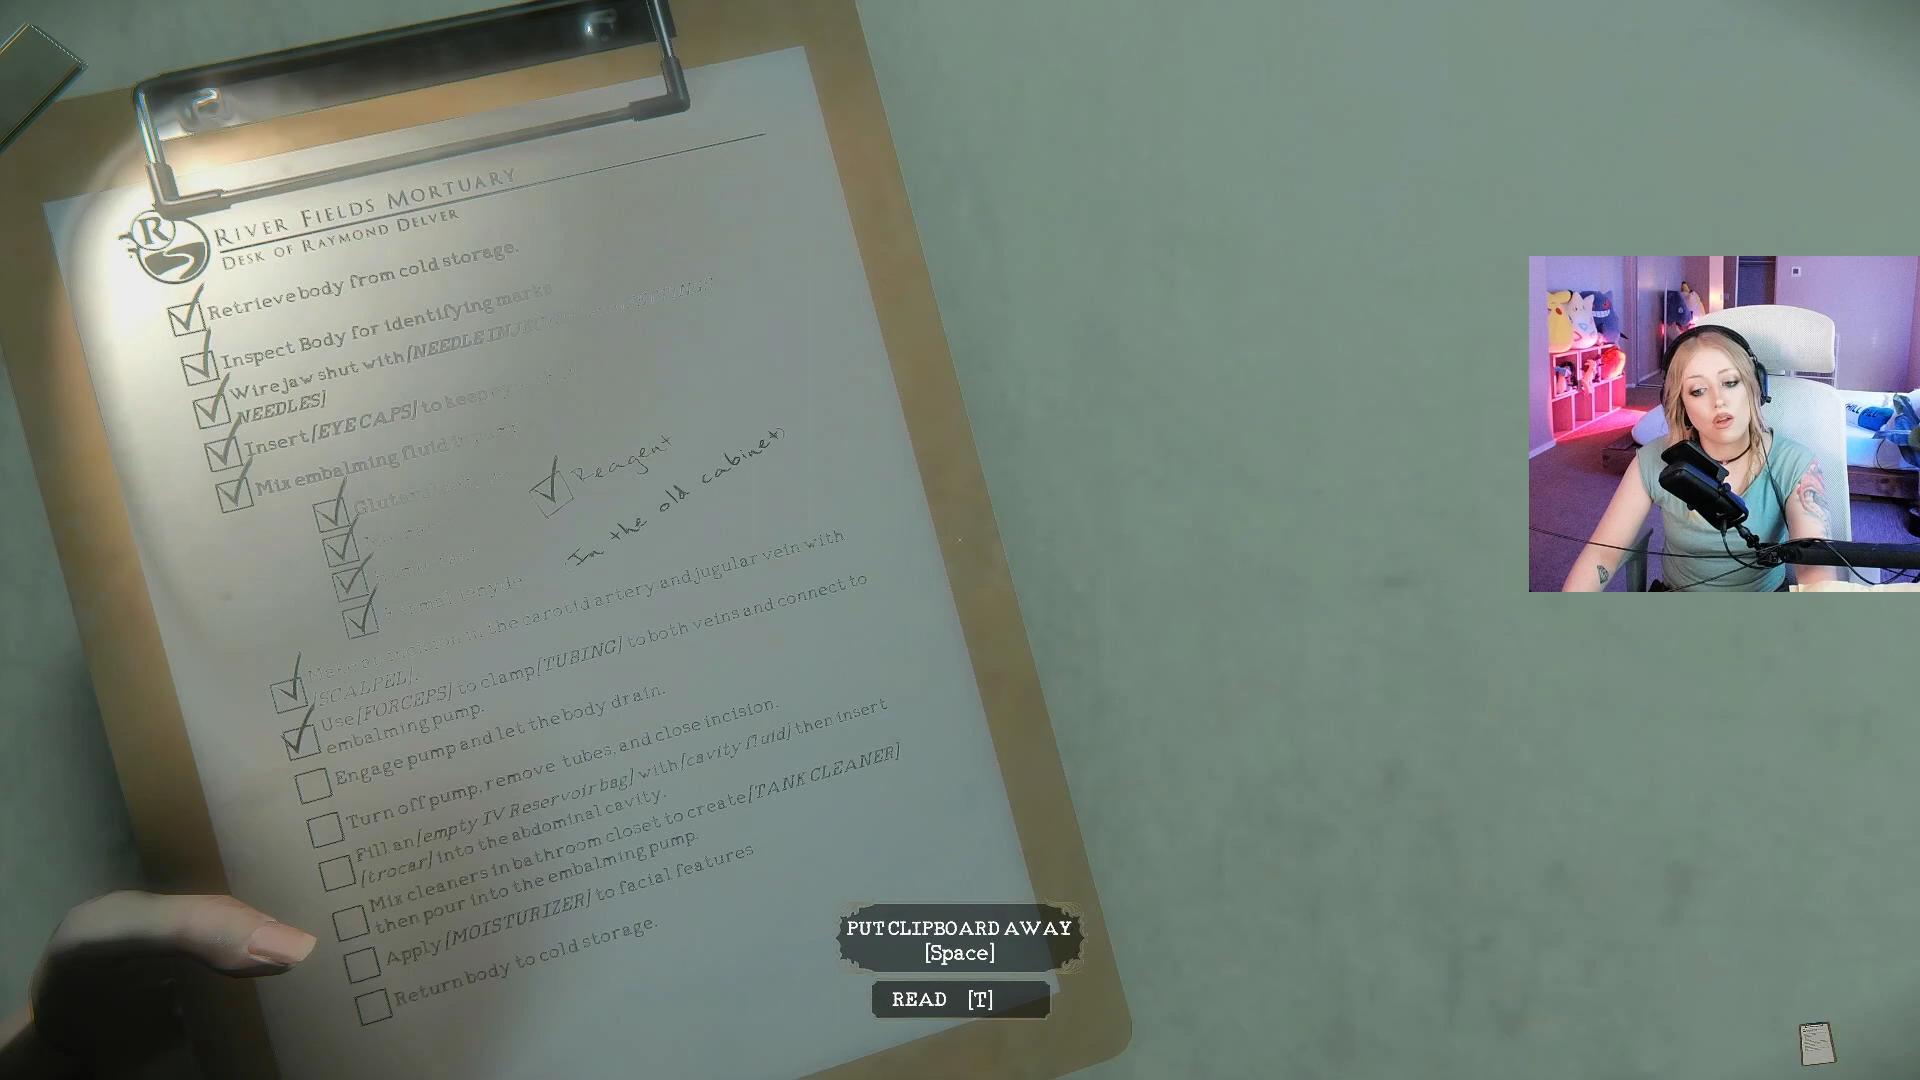 RIVER FIELDS MORTUARY
DESK OF RAYMOND DELVER
Retrieve body from cold storage.
Inspect Body for identifying marks
Wire jaw shut with [NEEDLE
NEEDLES]
Insert [EYE CAPS] to keep
Mix embalming fluid
Reagent
In the old cabinet
incision in the carotid artery and jugular vein with
[SCALPEL].
Use [FORCEPS] to clamp [TUBING] to both veins and connect to
embalming pump.
Engage pump and let the body drain.
Turn off pump, remove tubes, and close incision.
Fill an [empty IV Reservoir bag] with [cavity fluid] then insert
[trocar] into the abdominal cavity.
Mix cleaners in bathroom closet to create [TANK CLEANER]
then pour into the embalming pump.
Apply [MOISTURIZER] to facial features
Return body to cold storage.
PUT CLIPBOARD AWAY
[Space]
READ [T]